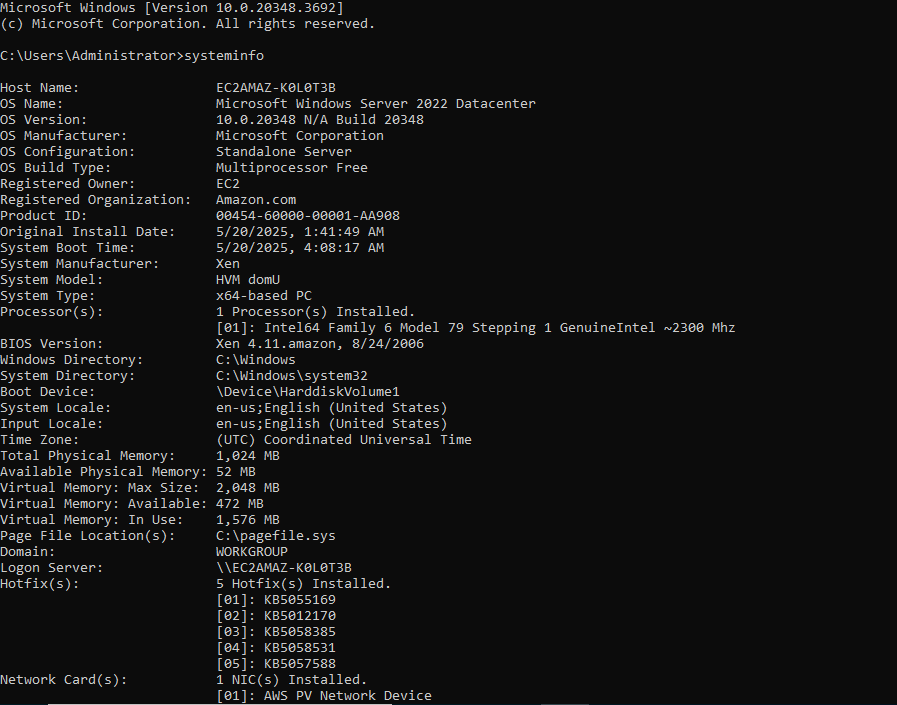 Microsoft Windows [Version 10.0.20348.3692]
(c) Microsoft Corporation. All rights reserved.
C:\Users\Administrator>systeminfo
Host Name: EC2AMAZ-K0L0T3B
OS Name: Microsoft Windows Server 2022 Datacenter
OS Version: 10.0.20348 N/A Build 20348
OS Manufacturer: Microsoft Corporation
OS Configuration: Standalone Server
OS Build Type: Multiprocessor Free
Registered Owner: EC2
Registered Organization: Amazon.com
Product ID: 00454-60000-00001-AA908
Original Install Date: 5/20/2025, 1:41:49 AM
System Boot Time: 5/20/2025, 4:08:17 AM
System Manufacturer: Xen
System Model: HVM domU
System Type: x64-based PC
Processor(s): 1 Processor(s) Installed.
[01]: Intel64 Family 6 Model 79 Stepping 1 GenuineIntel ~2300 Mhz
BIOS Version: Xen 4.11.amazon, 8/24/2006
Windows Directory: C:\Windows
System Directory: C:\Windows\system32
Boot Device: \Device\HarddiskVolume1
System Locale: en-us;English (United States)
Input Locale: en-us;English (United States)
Time Zone: (UTC) Coordinated Universal Time
Total Physical Memory: 1,024 MB
Available Physical Memory: 52 MB
Virtual Memory: Max Size: 2,048 MB
Virtual Memory: Available: 472 MB
Virtual Memory: In Use: 1,576 MB
Page File Location(s): C:\pagefile.sys
Domain: WORKGROUP
Logon Server: \\EC2AMAZ-K0L0T3B
Hotfix(s): 5 Hotfix(s) Installed.
[01]: KB5055169
[02]: KB5012170
[03]: KB5058385
[04]: KB5058531
[05]: KB5057588
Network Card(s): 1 NIC(s) Installed.
[01]: AWS PV Network Device